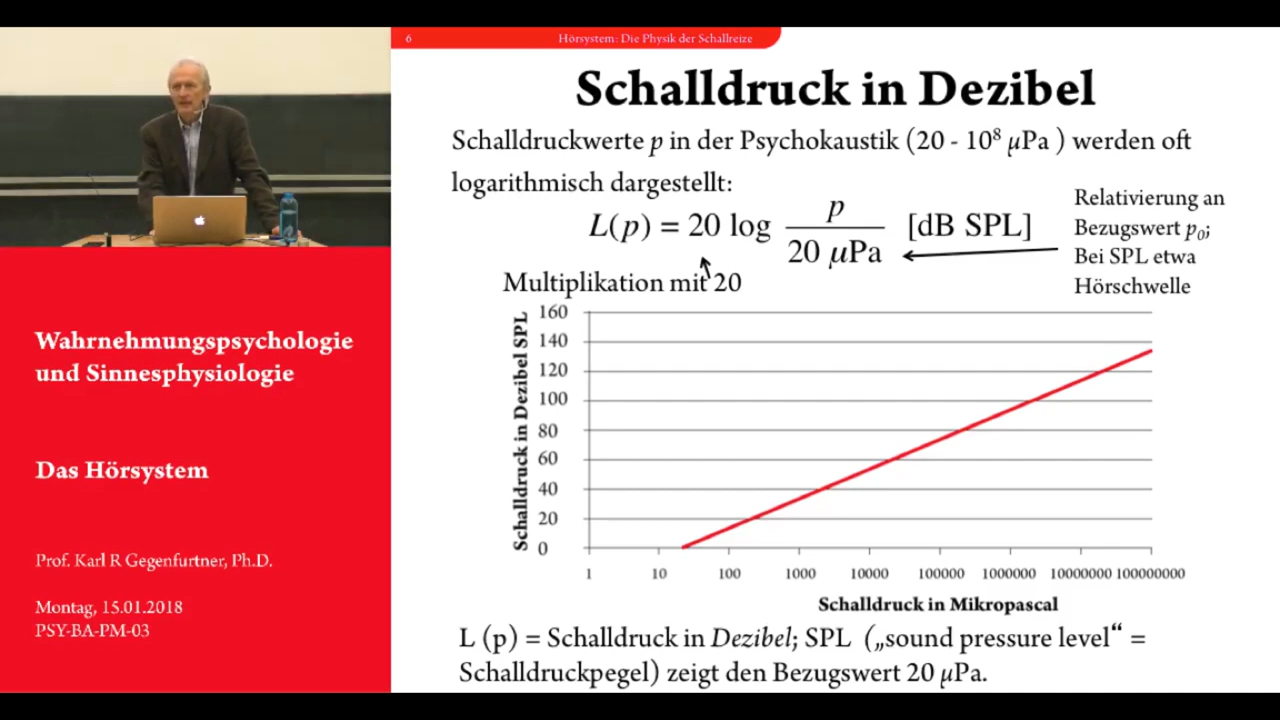 6
Hörsystem: Die Physik der Schallreize
Schalldruck in Dezibel
Schalldruckwerte p in der Psychokaustik (20 - 10⁸ µPa ) werden oft
logarithmisch dargestellt:
L(p) = 20 log p / 20 µPa [dB SPL]
Relativierung an
Bezugswert p₀;
Bei SPL etwa
Hörschwelle
Multiplikation mit 20
Schalldruck in Dezibel SPL
160
140
120
100
80
60
40
20
0
1 10 100 1000 10000 100000 1000000 10000000 100000000
Schalldruck in Mikropascal
L (p) = Schalldruck in Dezibel; SPL („sound pressure level“ =
Schalldruckpegel) zeigt den Bezugswert 20 µPa.
Wahrnehmungspsychologie
und Sinnesphysiologie
Das Hörsystem
Prof. Karl R Gegenfurtner, Ph.D.
Montag, 15.01.2018
PSY-BA-PM-03